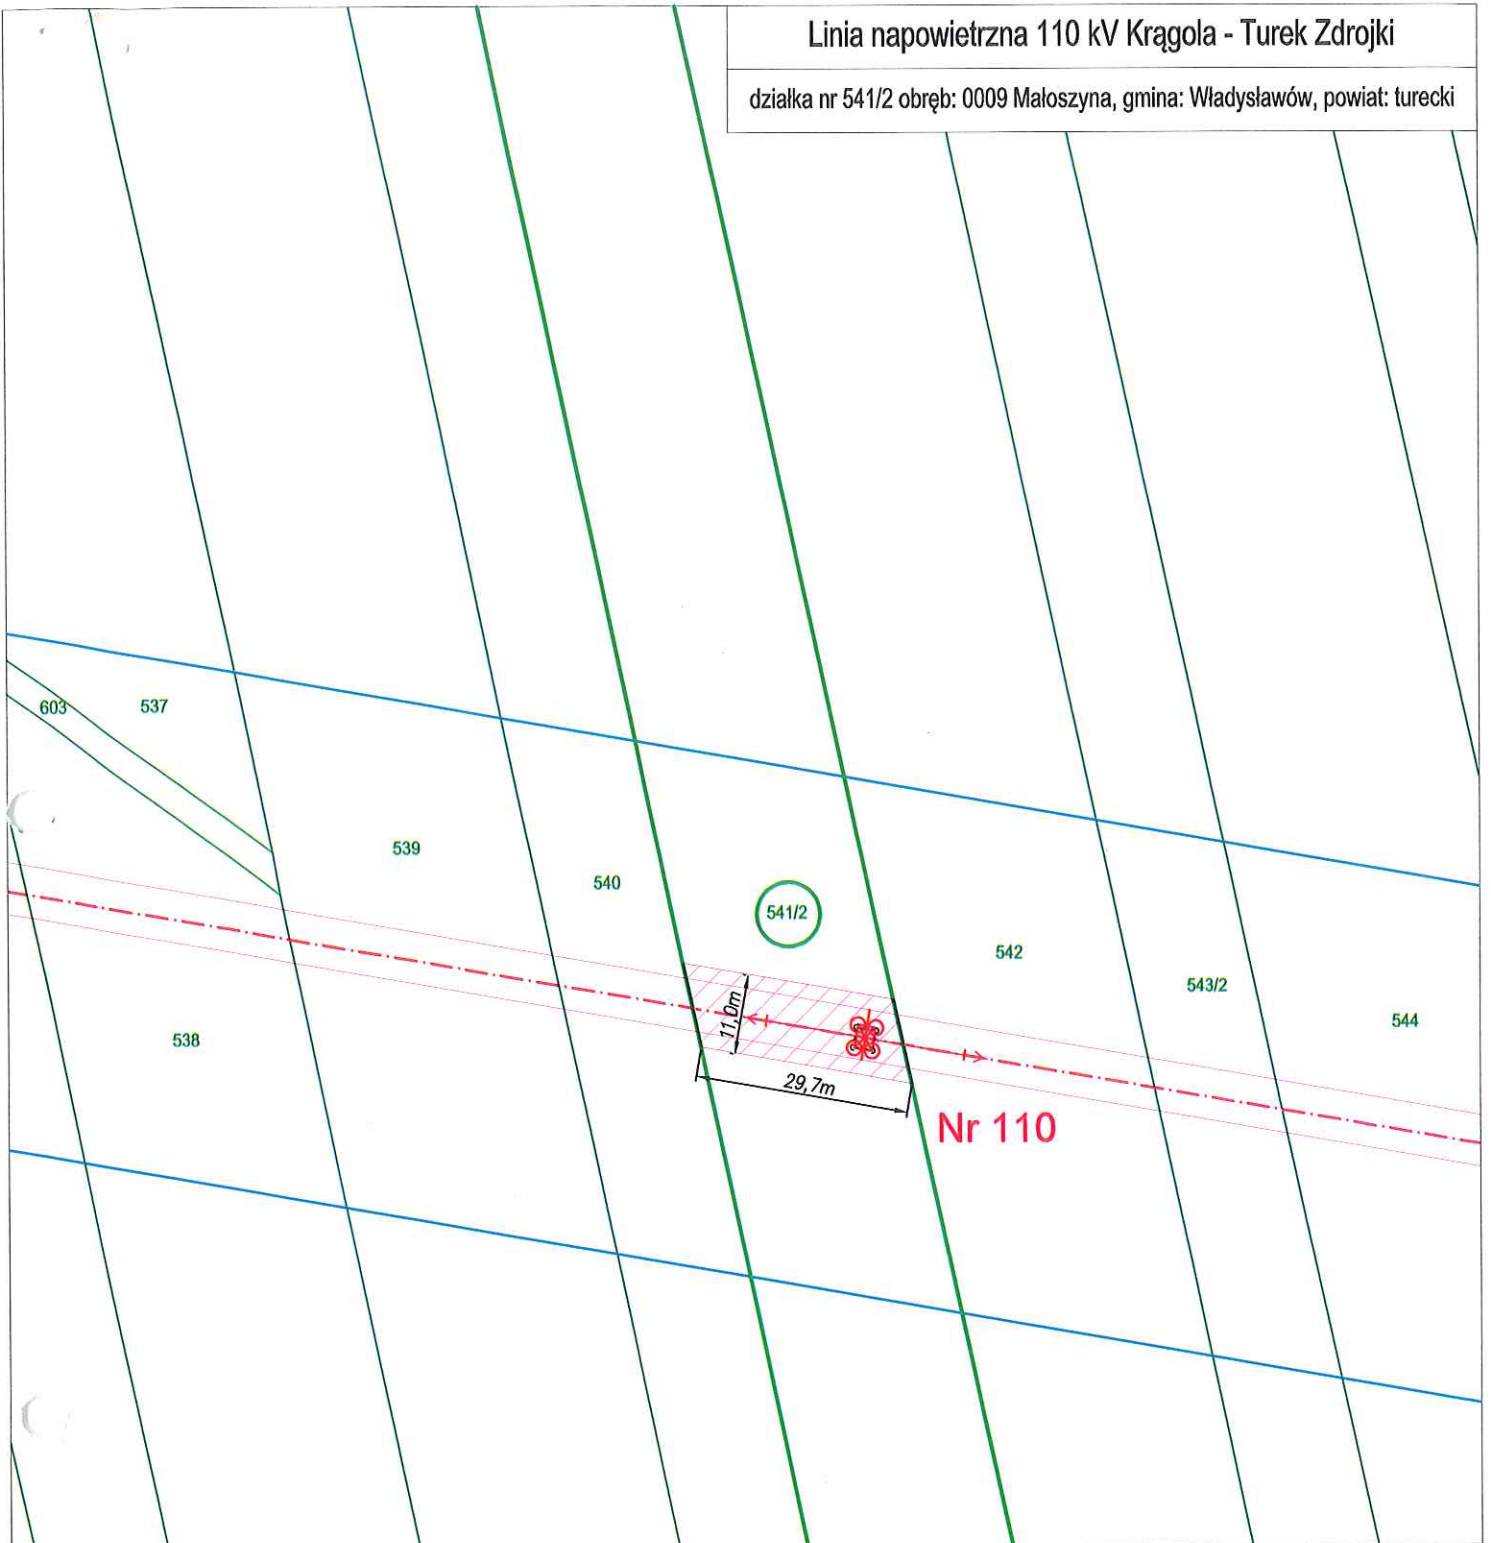 Linia napowietrzna 110 kV Krągola - Turek Zdrojki
działka nr 541/2 obręb: 0009 Małoszyna, gmina: Władysławów, powiat: turecki
603
537
539
540
541/2
542
543/2
544
538
11,0m
29,7m
Nr 110